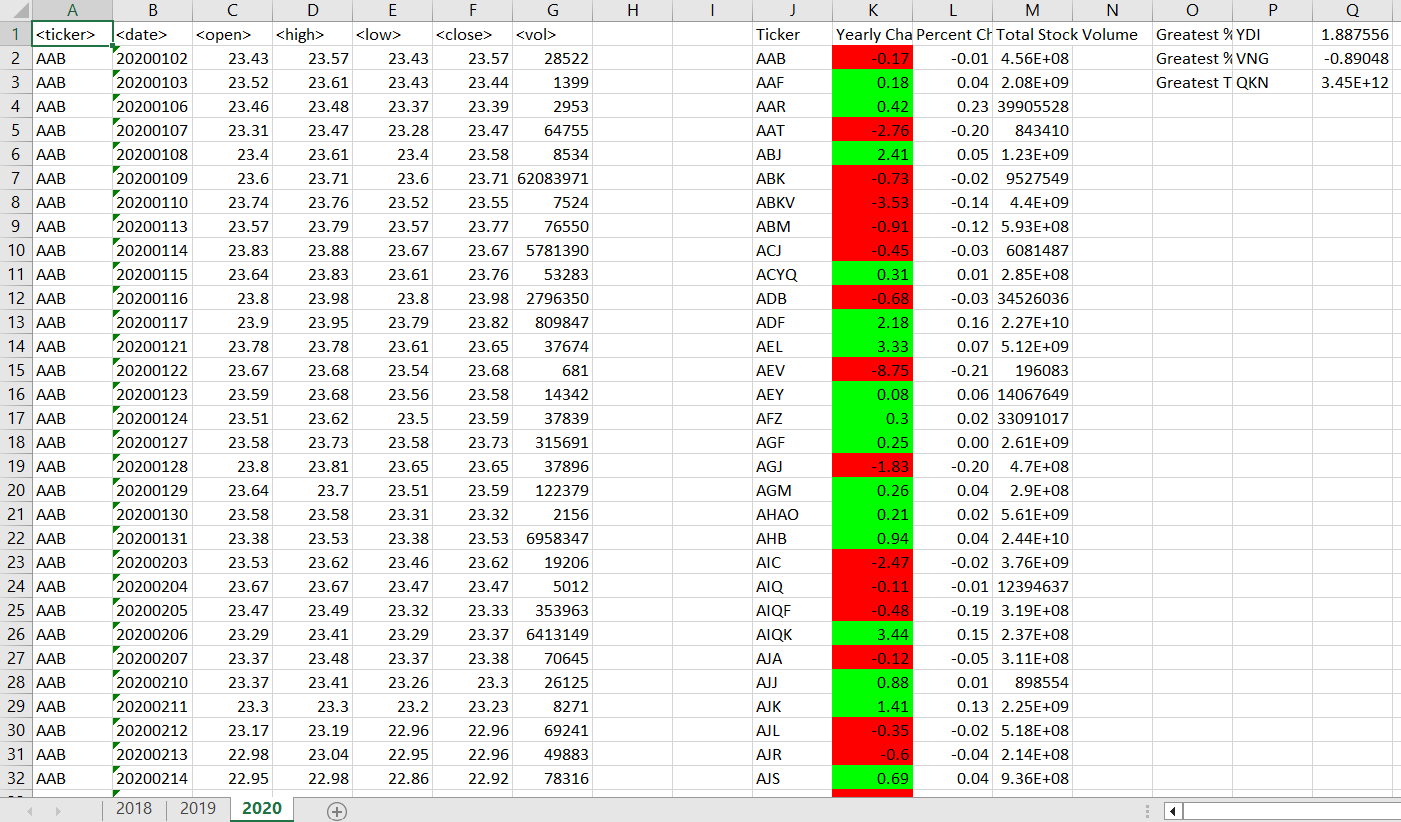 A B C D E F G H I J K L M N O P Q
1 <ticker> <date> <open> <high> <low> <close> <vol> Ticker Yearly Cha Percent Ch Total Stock Volume Greatest % YDI 1.887556
2 AAB 20200102 23.43 23.57 23.43 23.57 28522 AAB -0.17 -0.01 4.56E+08 Greatest % VNG -0.89048
3 AAB 20200103 23.52 23.61 23.43 23.44 1399 AAF 0.18 0.04 2.08E+09 Greatest T QKN 3.45E+12
4 AAB 20200106 23.46 23.48 23.37 23.39 2953 AAR 0.42 0.23 39905528
5 AAB 20200107 23.31 23.47 23.28 23.47 64755 AAT -2.76 -0.20 843410
6 AAB 20200108 23.4 23.61 23.4 23.58 8534 ABJ 2.41 0.05 1.23E+09
7 AAB 20200109 23.6 23.71 23.6 23.71 62083971 ABK -0.73 -0.02 9527549
8 AAB 20200110 23.74 23.76 23.52 23.55 7524 ABKV -3.53 -0.14 4.4E+09
9 AAB 20200113 23.57 23.79 23.57 23.77 76550 ABM -0.91 -0.12 5.93E+08
10 AAB 20200114 23.83 23.88 23.67 23.67 5781390 ACJ -0.45 -0.03 6081487
11 AAB 20200115 23.64 23.83 23.61 23.76 53283 ACYQ 0.31 0.01 2.85E+08
12 AAB 20200116 23.8 23.98 23.8 23.98 2796350 ADB -0.68 -0.03 34526036
13 AAB 20200117 23.9 23.95 23.79 23.82 809847 ADF 2.18 0.16 2.27E+10
14 AAB 20200121 23.78 23.78 23.61 23.65 37674 AEL 3.33 0.07 5.12E+09
15 AAB 20200122 23.67 23.68 23.54 23.68 681 AEV -8.75 -0.21 196083
16 AAB 20200123 23.59 23.68 23.56 23.58 14342 AEY 0.08 0.06 14067649
17 AAB 20200124 23.51 23.62 23.5 23.59 37839 AFZ 0.3 0.02 33091017
18 AAB 20200127 23.58 23.73 23.58 23.73 315691 AGF 0.25 0.00 2.61E+09
19 AAB 20200128 23.8 23.81 23.65 23.65 37896 AGJ -1.83 -0.20 4.7E+08
20 AAB 20200129 23.64 23.7 23.51 23.59 122379 AGM 0.26 0.04 2.9E+08
21 AAB 20200130 23.58 23.58 23.31 23.32 2156 AHAO 0.21 0.02 5.61E+09
22 AAB 20200131 23.38 23.53 23.38 23.53 6958347 AHB 0.94 0.04 2.44E+10
23 AAB 20200203 23.53 23.62 23.46 23.62 19206 AIC -2.47 -0.02 3.76E+09
24 AAB 20200204 23.67 23.67 23.47 23.47 5012 AIQ -0.11 -0.01 12394637
25 AAB 20200205 23.47 23.49 23.32 23.33 353963 AIQF -0.48 -0.19 3.19E+08
26 AAB 20200206 23.29 23.41 23.29 23.37 6413149 AIQK 3.44 0.15 2.37E+08
27 AAB 20200207 23.37 23.48 23.37 23.38 70645 AJA -0.12 -0.05 3.11E+08
28 AAB 20200210 23.37 23.41 23.26 23.3 26125 AJJ 0.88 0.01 898554
29 AAB 20200211 23.3 23.3 23.2 23.23 8271 AJK 1.41 0.13 2.25E+09
30 AAB 20200212 23.17 23.19 22.96 22.96 69241 AJL -0.35 -0.02 5.18E+08
31 AAB 20200213 22.98 23.04 22.95 22.96 49883 AJR -0.6 -0.04 2.14E+08
32 AAB 20200214 22.95 22.98 22.86 22.92 78316 AJS 0.69 0.04 9.36E+08
2018 2019 2020